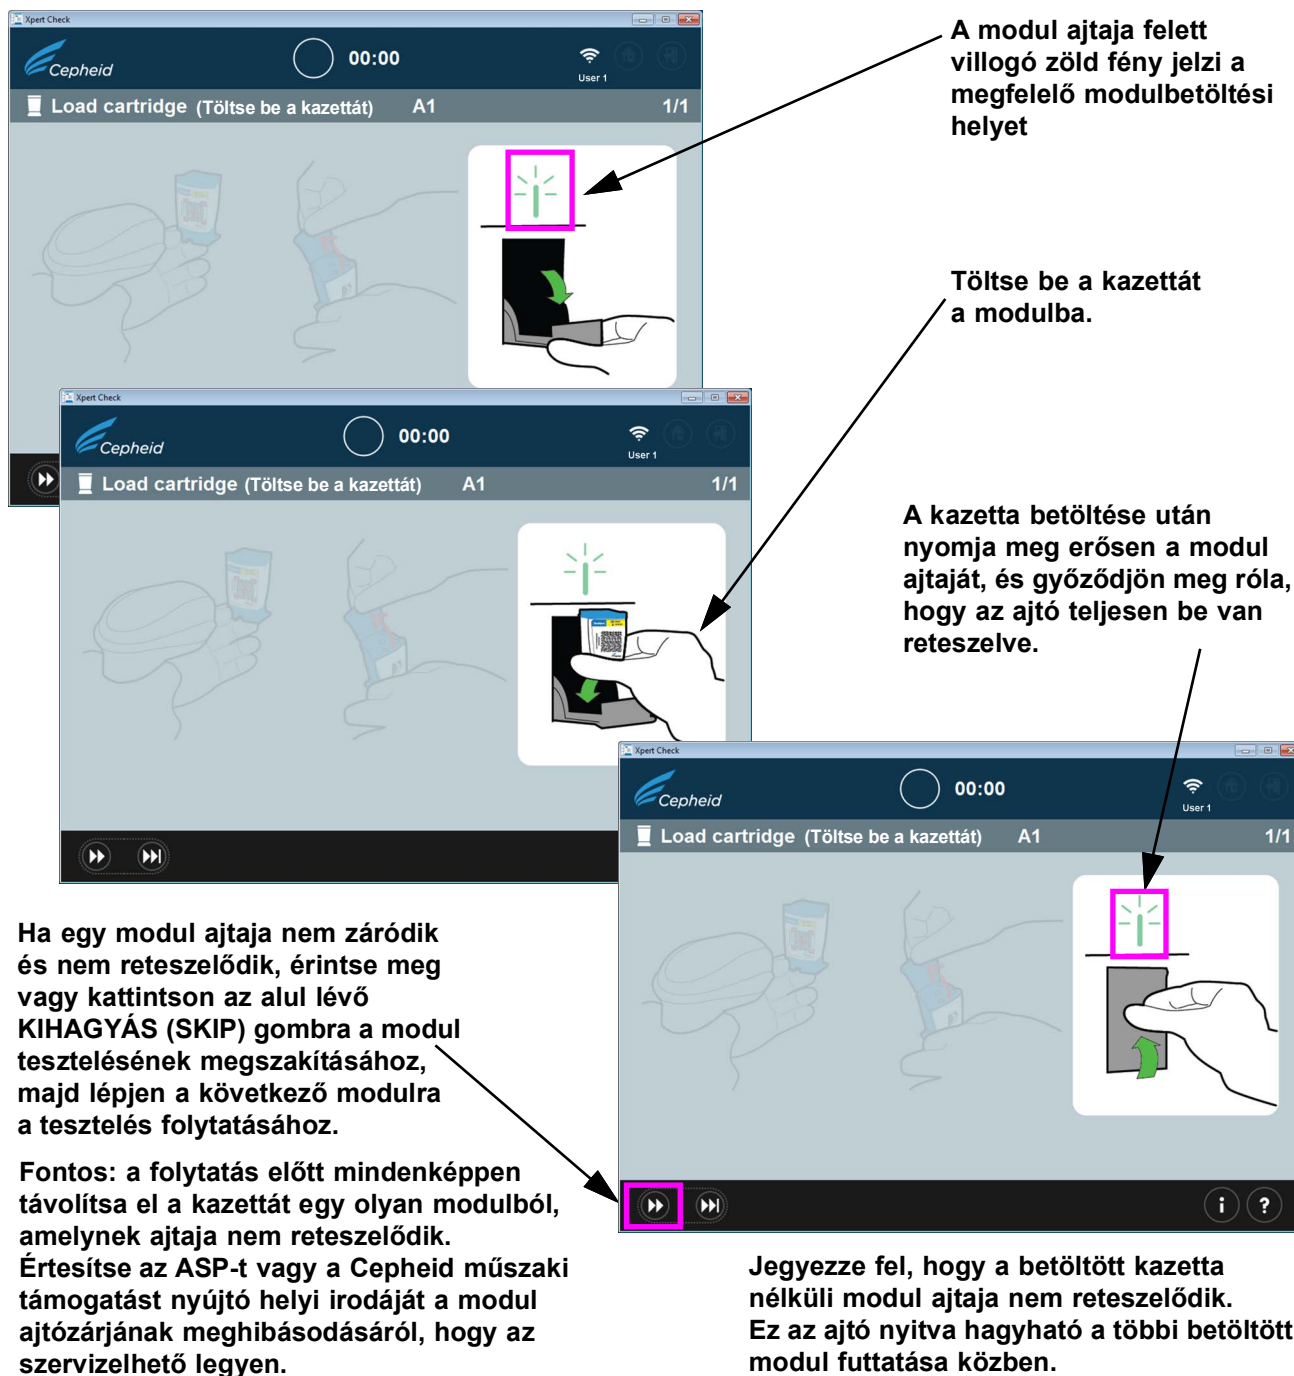 Xpert Check
Cepheid
00:00
User 1
Load cartridge (Töltse be a kazettát) A1 1/1
A modul ajtaja felett
villogó zöld fény jelzi a
megfelelő modulbetöltési
helyet
Töltse be a kazettát
a modulba.
Xpert Check
Cepheid
00:00
User 1
Load cartridge (Töltse be a kazettát) A1 1/1
A kazetta betöltése után
nyomja meg erősen a modul
ajtaját, és győződjön meg róla,
hogy az ajtó teljesen be van
reteszelve.
Xpert Check
Cepheid
00:00
User 1
Load cartridge (Töltse be a kazettát) A1 1/1
Ha egy modul ajtaja nem záródik
és nem reteszelődik, érintse meg
vagy kattintson az alul lévő
KIHAGYÁS (SKIP) gombra a modul
tesztelésének megszakításához,
majd lépjen a következő modulra
a tesztelés folytatásához.
Fontos: a folytatás előtt mindenképpen
távolítsa el a kazettát egy olyan modulból,
amelynek ajtaja nem reteszelődik.
Értesítse az ASP-t vagy a Cepheid műszaki
támogatást nyújtó helyi irodáját a modul
ajtózárjának meghibásodásáról, hogy az
szervizelhető legyen.
i ?
Jegyezze fel, hogy a betöltött kazetta
nélküli modul ajtaja nem reteszelődik.
Ez az ajtó nyitva hagyható a többi betöltött
modul futtatása közben.